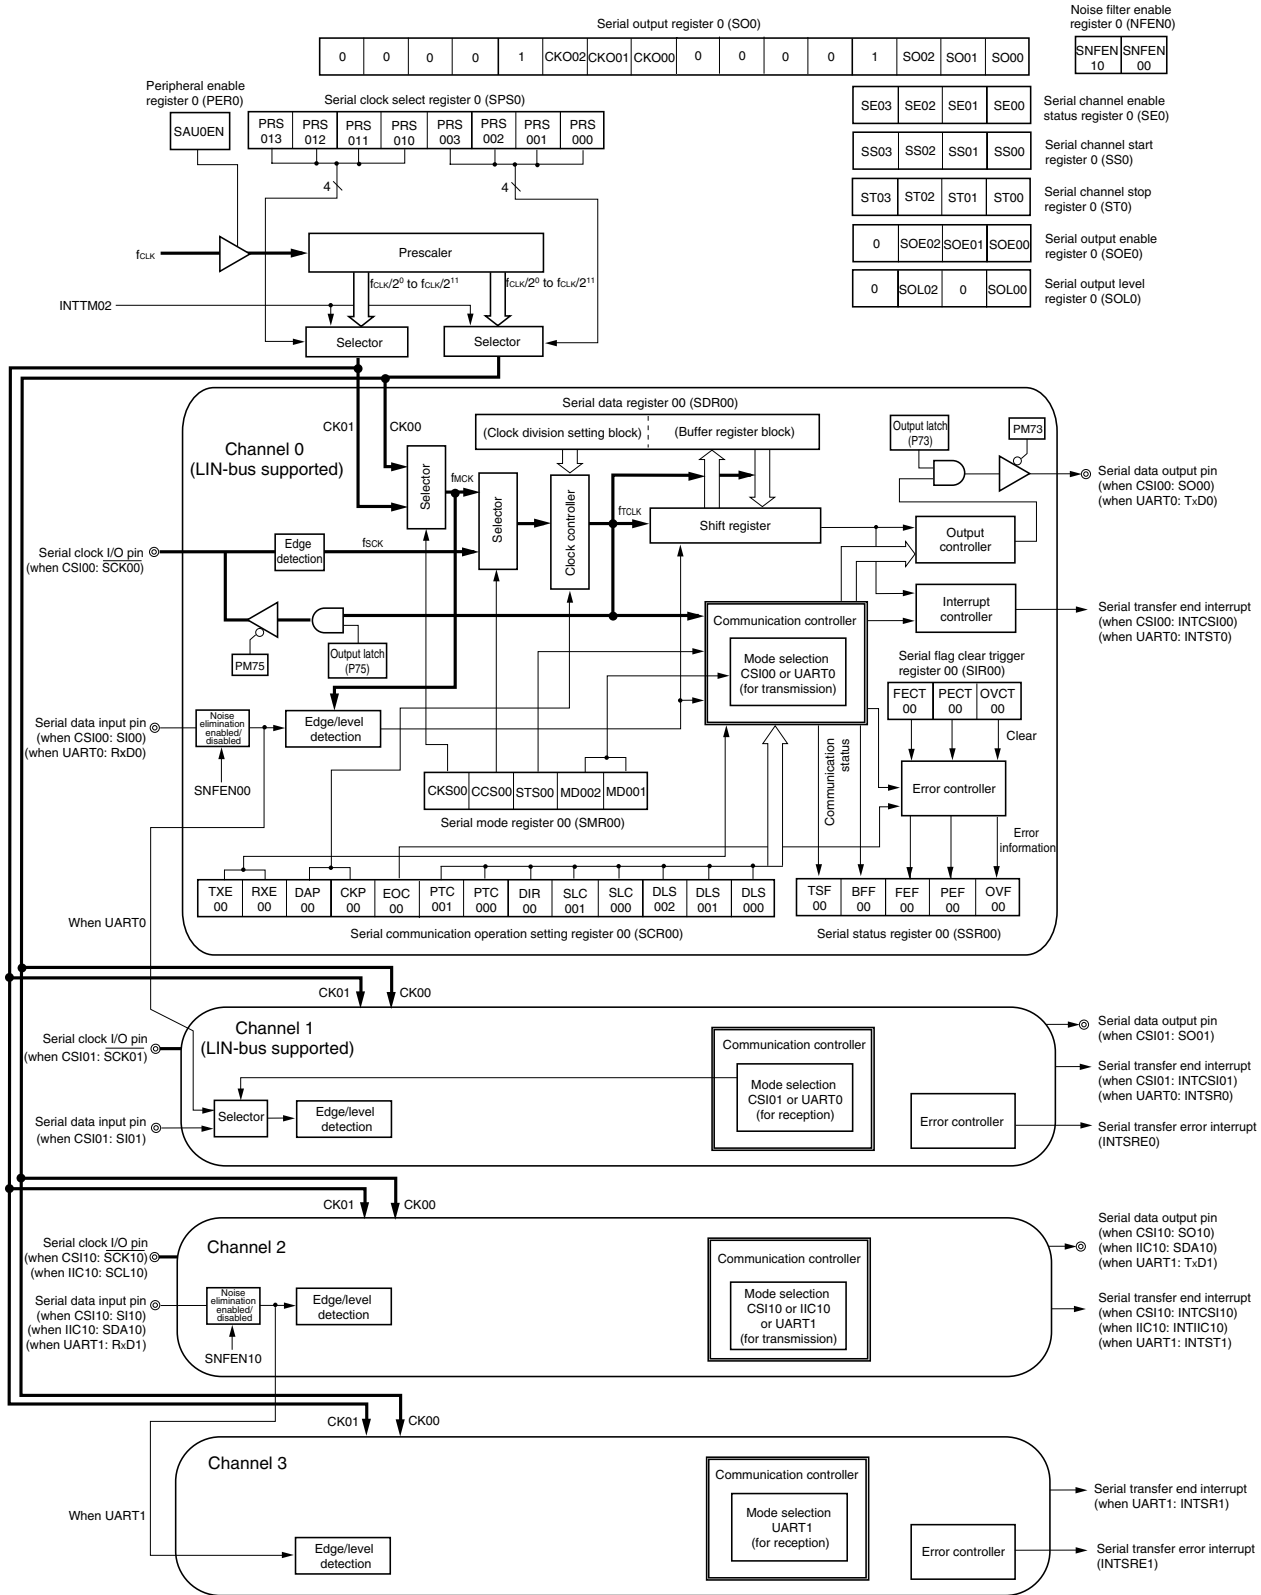 Serial output register 0 (SO0)
0 0 0 0 1 CKO02 CKO01 CKO00 0 0 0 0 1 SO02 SO01 SO00
Noise filter enable
register 0 (NFEN0)
SNFEN SNFEN
10 00
Peripheral enable
register 0 (PER0)
SAU0EN
Serial clock select register 0 (SPS0)
PRS PRS PRS PRS PRS PRS PRS PRS
013 012 011 010 003 002 001 000
4
4
SE03 SE02 SE01 SE00
Serial channel enable
status register 0 (SE0)
SS03 SS02 SS01 SS00
Serial channel start
register 0 (SS0)
ST03 ST02 ST01 ST00
Serial channel stop
register 0 (ST0)
0 SOE02 SOE01 SOE00
Serial output enable
register 0 (SOE0)
0 SOL02 0 SOL00
Serial output level
register 0 (SOL0)
fCLK
Prescaler
fCLK/2⁰ to fCLK/2¹¹
fCLK/2⁰ to fCLK/2¹¹
INTTM02
Selector
Selector
Channel 0
(LIN-bus supported)
CK01
CK00
Serial data register 00 (SDR00)
(Clock division setting block)
(Buffer register block)
Selector
fMCK
Selector
Clock controller
fTCLK
Shift register
Output latch
(P73)
PM73
Serial data output pin
(when CSI00: SO00)
(when UART0: TxD0)
Output
controller
Interrupt
controller
Serial transfer end interrupt
(when CSI00: INTCSI00)
(when UART0: INTST0)
Serial clock I/O pin
(when CSI00: SCK00)
Edge
detection
fSCK
PM75
Output latch
(P75)
Communication controller
Mode selection
CSI00 or UART0
(for transmission)
Serial flag clear trigger
register 00 (SIR00)
FECT PECT OVCT
00 00 00
Clear
Serial data input pin
(when CSI00: SI00)
(when UART0: RxD0)
Noise
elimination
enabled/
disabled
SNFEN00
Edge/level
detection
CKS00 CCS00 STS00 MD002 MD001
Serial mode register 00 (SMR00)
Communication
status
Error controller
Error
information
When UART0
TXE RXE DAP CKP EOC PTC PTC DIR SLC SLC DLS DLS DLS
00 00 00 00 00 001 000 00 001 000 002 001 000
Serial communication operation setting register 00 (SCR00)
TSF BFF FEF PEF OVF
00 00 00 00 00
Serial status register 00 (SSR00)
CK01
CK00
Channel 1
(LIN-bus supported)
Serial clock I/O pin
(when CSI01: SCK01)
Serial data input pin
(when CSI01: SI01)
Selector
Edge/level
detection
Communication controller
Mode selection
CSI01 or UART0
(for reception)
Error controller
Serial data output pin
(when CSI01: SO01)
Serial transfer end interrupt
(when CSI01: INTCSI01)
(when UART0: INTSR0)
Serial transfer error interrupt
(INTSRE0)
CK01
CK00
Channel 2
Serial clock I/O pin
(when CSI10: SCK10)
(when IIC10: SCL10)
Serial data input pin
(when CSI10: SI10)
(when IIC10: SDA10)
(when UART1: RxD1)
Noise
elimination
enabled/
disabled
SNFEN10
Edge/level
detection
Communication controller
Mode selection
CSI10 or IIC10
or UART1
(for transmission)
Serial data output pin
(when CSI10: SO10)
(when IIC10: SDA10)
(when UART1: TxD1)
Serial transfer end interrupt
(when CSI10: INTCSI10)
(when IIC10: INTIIC10)
(when UART1: INTST1)
CK01
CK00
Channel 3
When UART1
Edge/level
detection
Communication controller
Mode selection
UART1
(for reception)
Error controller
Serial transfer end interrupt
(when UART1: INTSR1)
Serial transfer error interrupt
(INTSRE1)